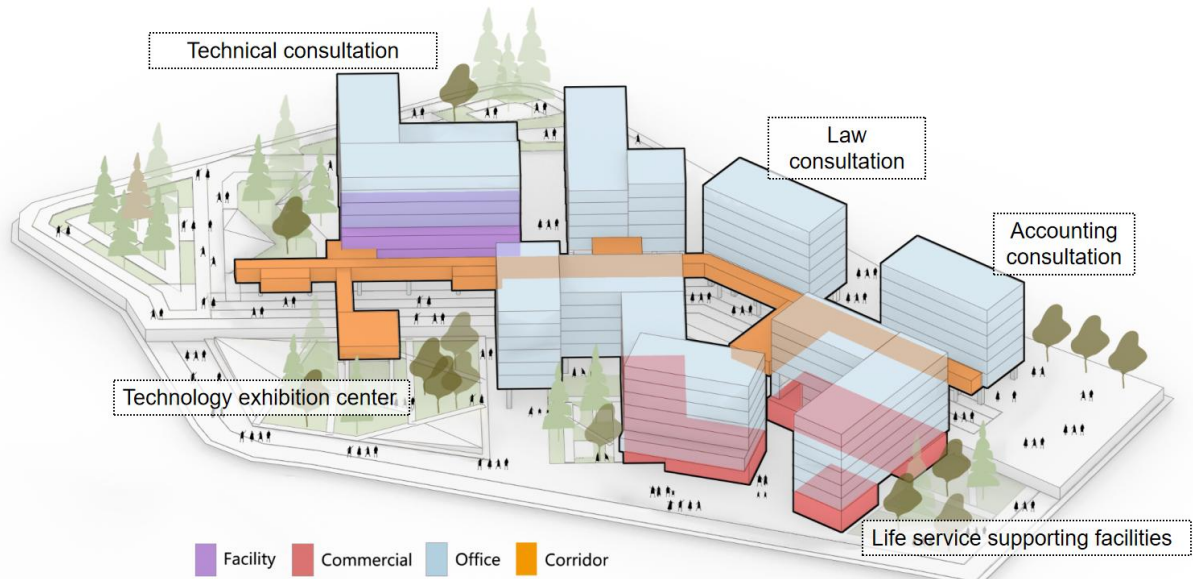 Technical consultation
Law
consultation
Accounting
consultation
Technology exhibition center
Life service supporting facilities
Facility
Commercial
Office
Corridor